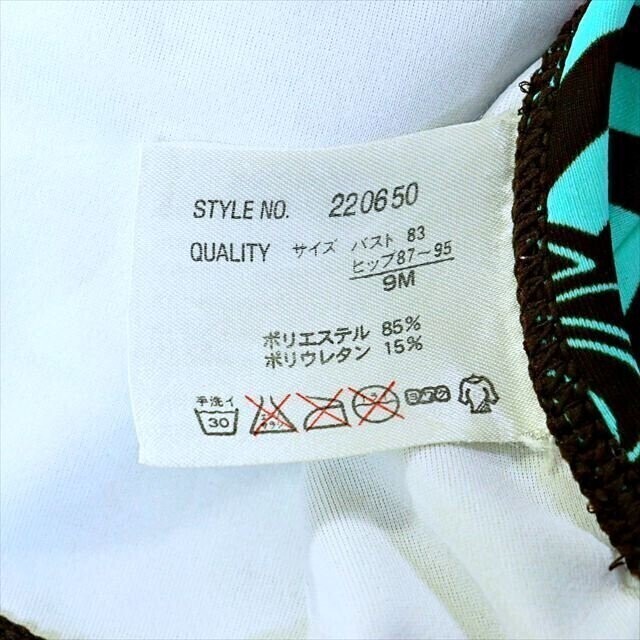 STYLE NO. 220650
QUALITY サイズ バスト 83
ヒップ87〜95
9M
ポリエステル 85%
ポリウレタン 15%
手洗イ
30